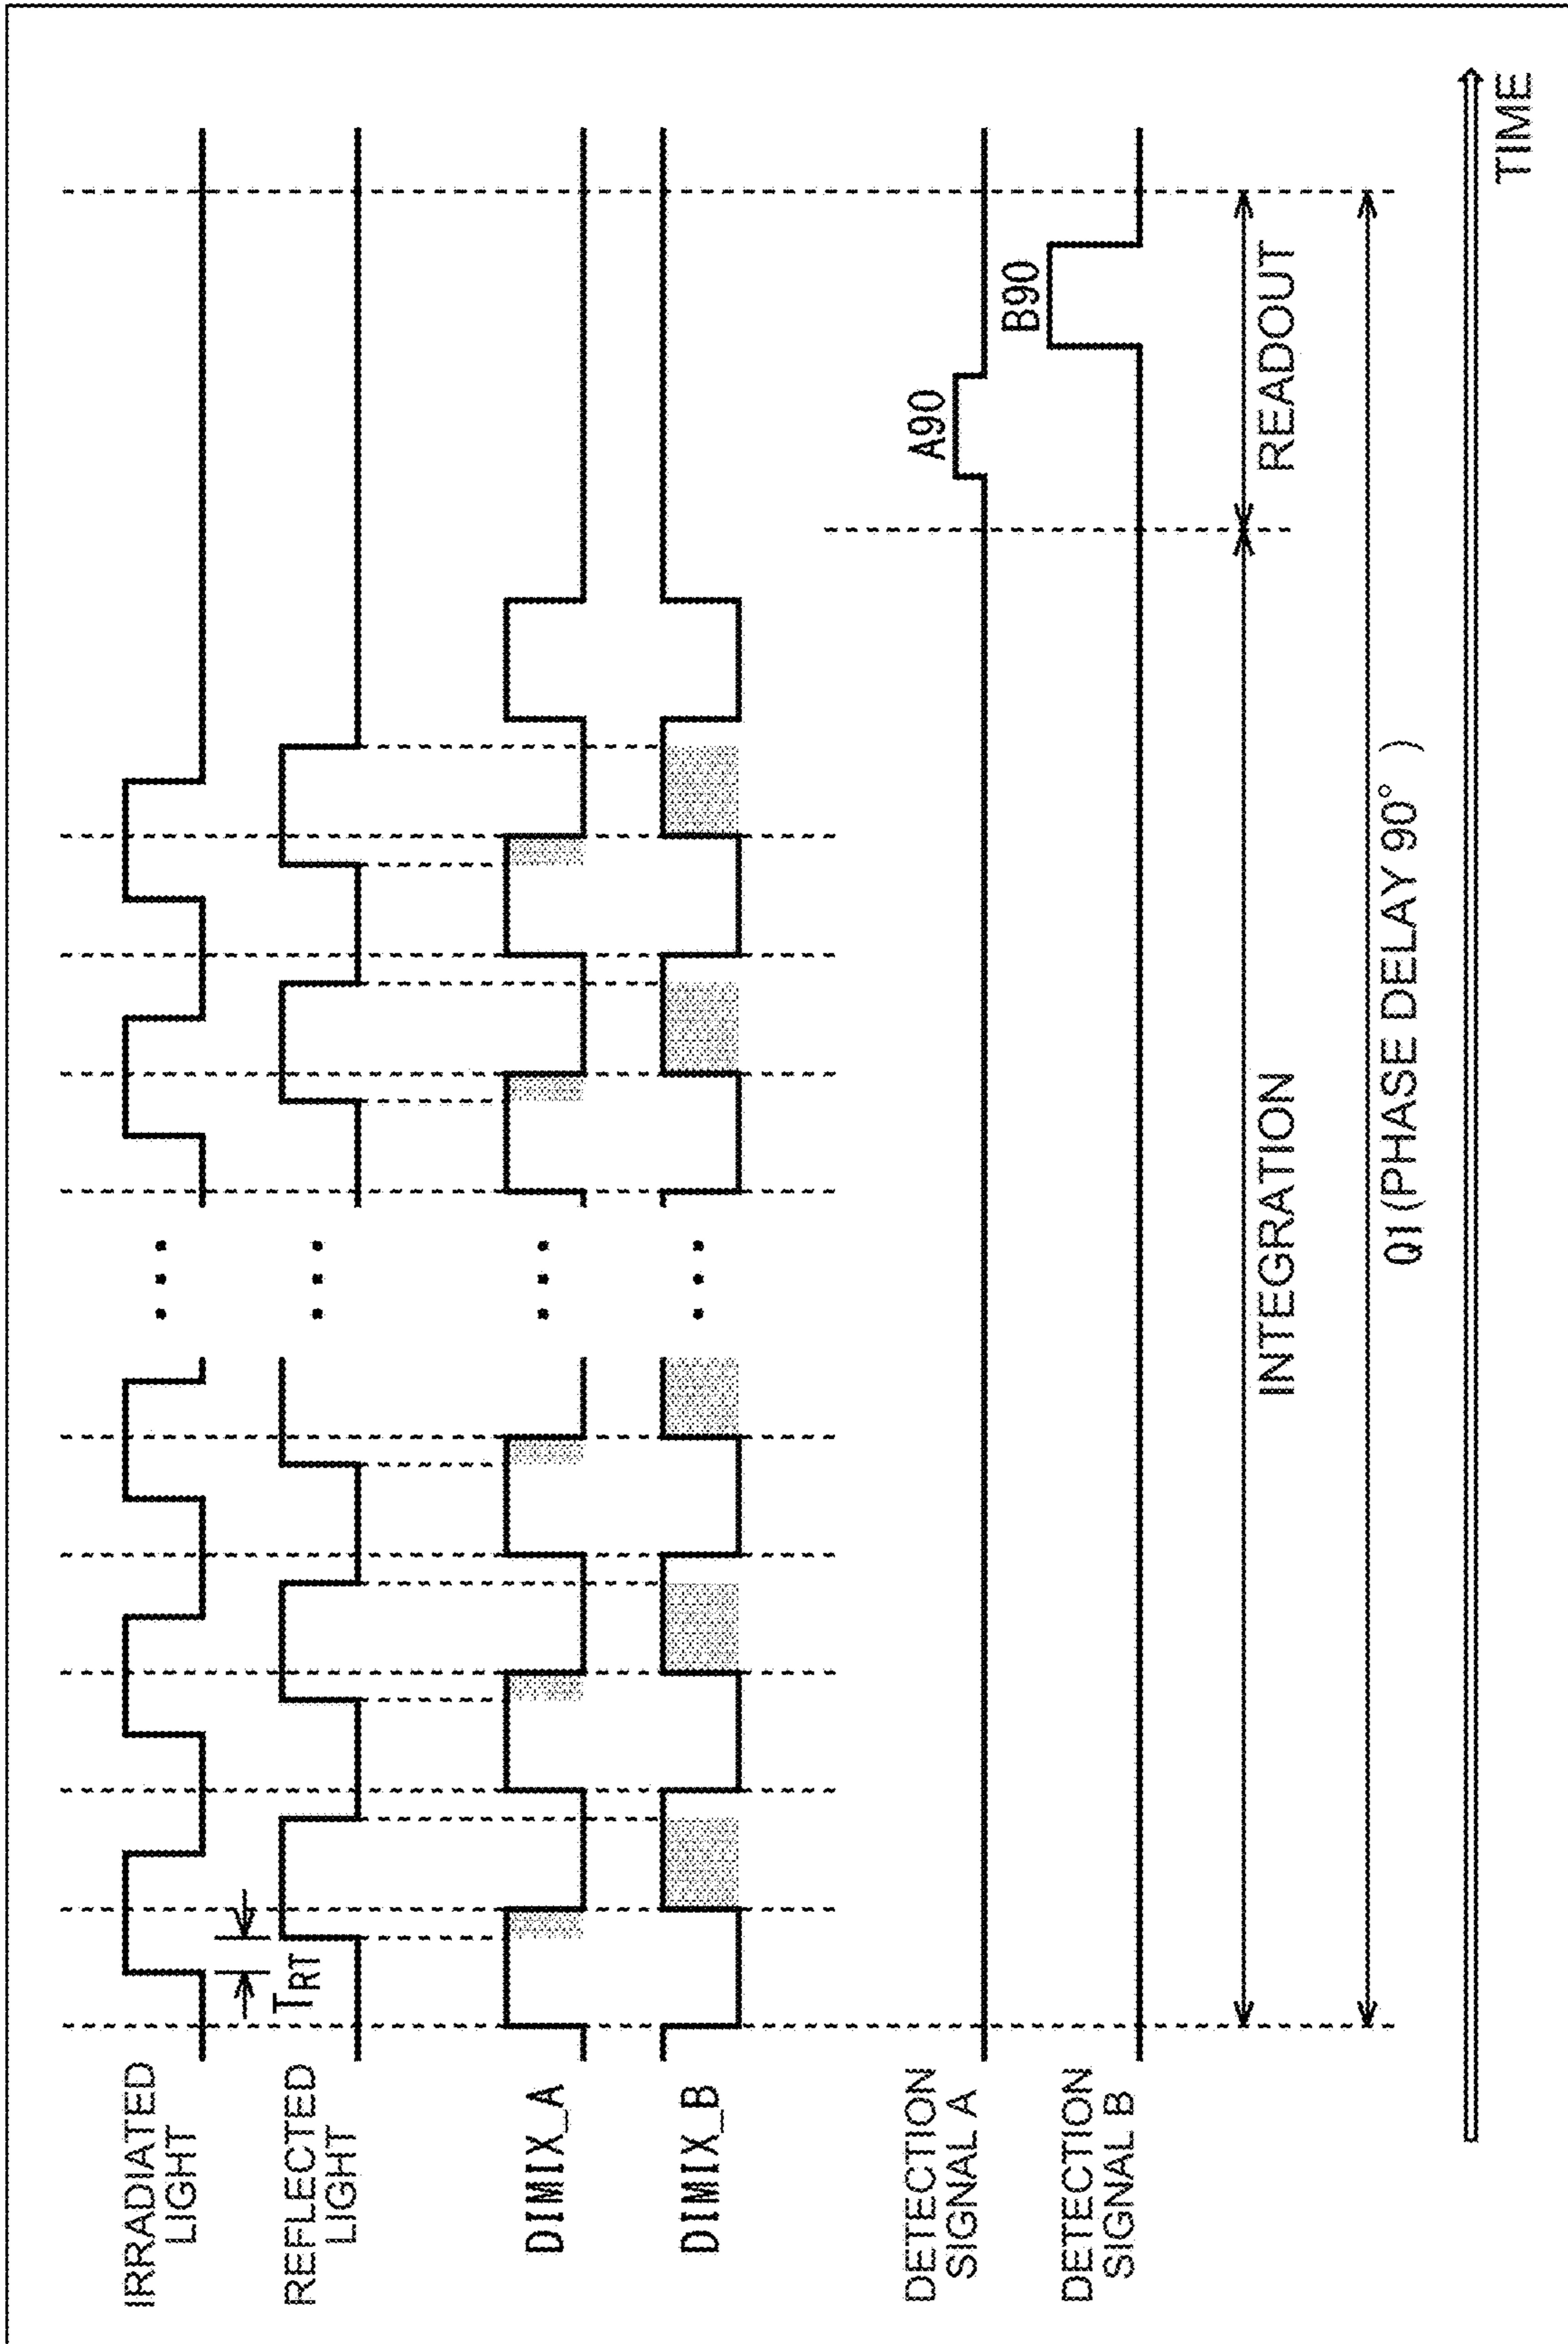 IRRADIATED
LIGHT
REFLECTED
LIGHT
TRT
DIMIX_A
DIMIX_B
DETECTION
SIGNAL A
A90
DETECTION
SIGNAL B
B90
INTEGRATION
READOUT
Q1 (PHASE DELAY 90° )
TIME